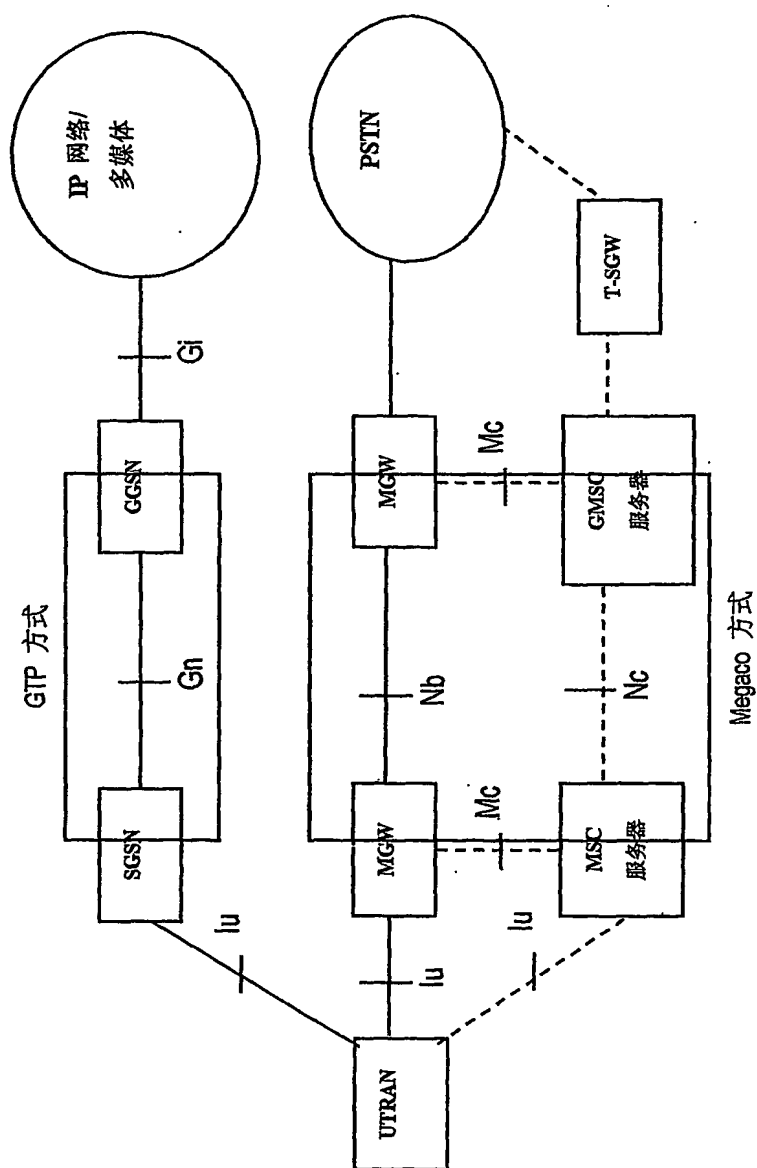 GTP 方式
SGSN
Gn
GGSN
Gi
IP 网络/
多媒体
Iu
UTRAN
Iu
MGW
Nb
MGW
PSTN
Mc
Mc
Iu
MSC
服务器
Nc
GMSC
服务器
T-SGW
Megaco 方式